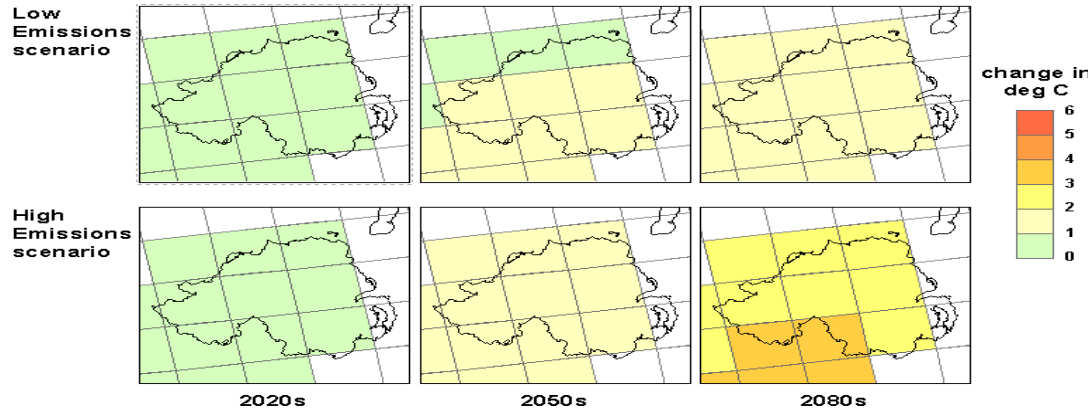 Low
Emissions
scenario
change in
deg C
6
5
4
3
2
1
0
High
Emissions
scenario
2020s
2050s
2080s